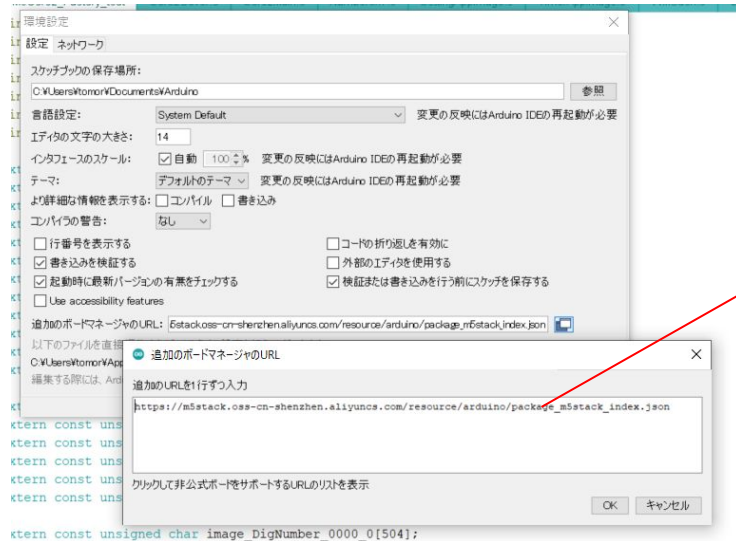 環境設定
設定 ネットワーク
スケッチブックの保存場所:
C:¥Users¥tomor¥Documents¥Arduino 参照
言語設定: System Default 変更の反映にはArduino IDEの再起動が必要
エディタの文字の大きさ: 14
インタフェースのスケール: 自動 100 % 変更の反映にはArduino IDEの再起動が必要
テーマ: デフォルトのテーマ 変更の反映にはArduino IDEの再起動が必要
より詳細な情報を表示する: コンパイル 書き込み
コンパイラの警告: なし
行番号を表示する コードの折り返しを有効に
書き込みを検証する 外部のエディタを使用する
起動時に最新バージョンの有無をチェックする 検証または書き込みを行う前にスケッチを保存する
Use accessibility features
追加のボードマネージャのURL: 5stack.oss-cn-shenzhen.aliyuncs.com/resource/arduino/package_m5stack_index.json
以下のファイルを直接
C:¥Users¥tomor¥App
編集する際には、Ard
追加のボードマネージャのURL
追加のURLを1行ずつ入力
https://m5stack.oss-cn-shenzhen.aliyuncs.com/resource/arduino/package_m5stack_index.json
クリックして非公式ボードをサポートするURLのリストを表示
OK キャンセル
xtern const uns
xtern const uns
xtern const uns
xtern const uns
xtern const uns
xtern const unsigned char image_DigNumber_0000_0[504];